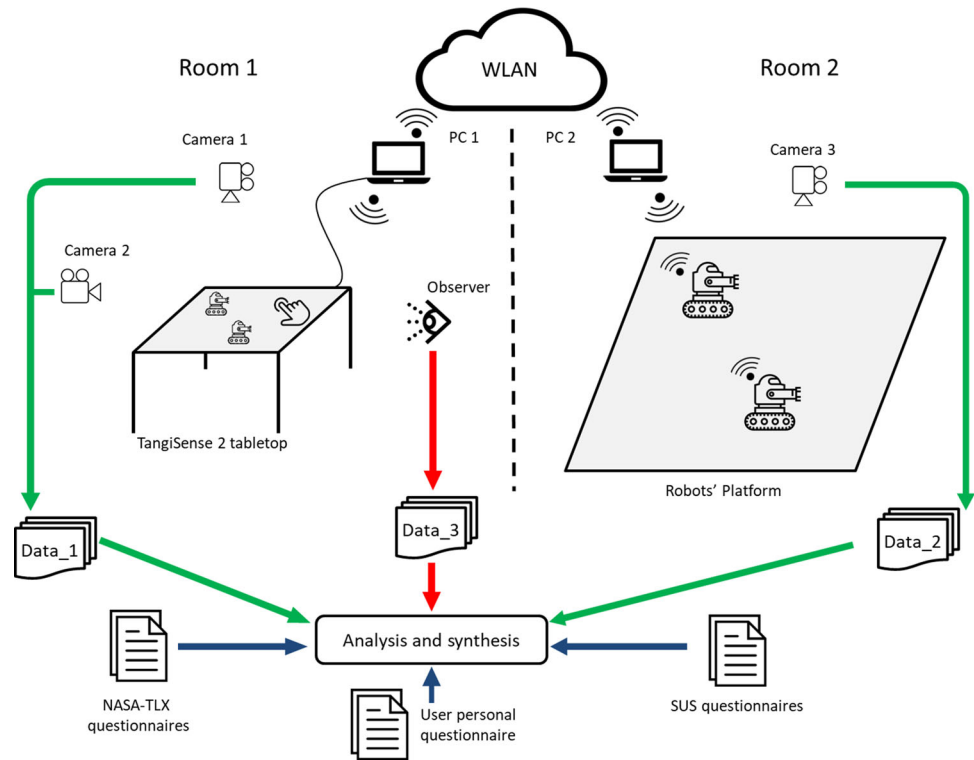 Room 1
WLAN
Room 2
Camera 1
PC 1
PC 2
Camera 3
Camera 2
Observer
TangiSense 2 tabletop
Robots' Platform
Data_1
Data_3
Data_2
Analysis and synthesis
NASA-TLX
questionnaires
User personal
questionnaire
SUS questionnaires